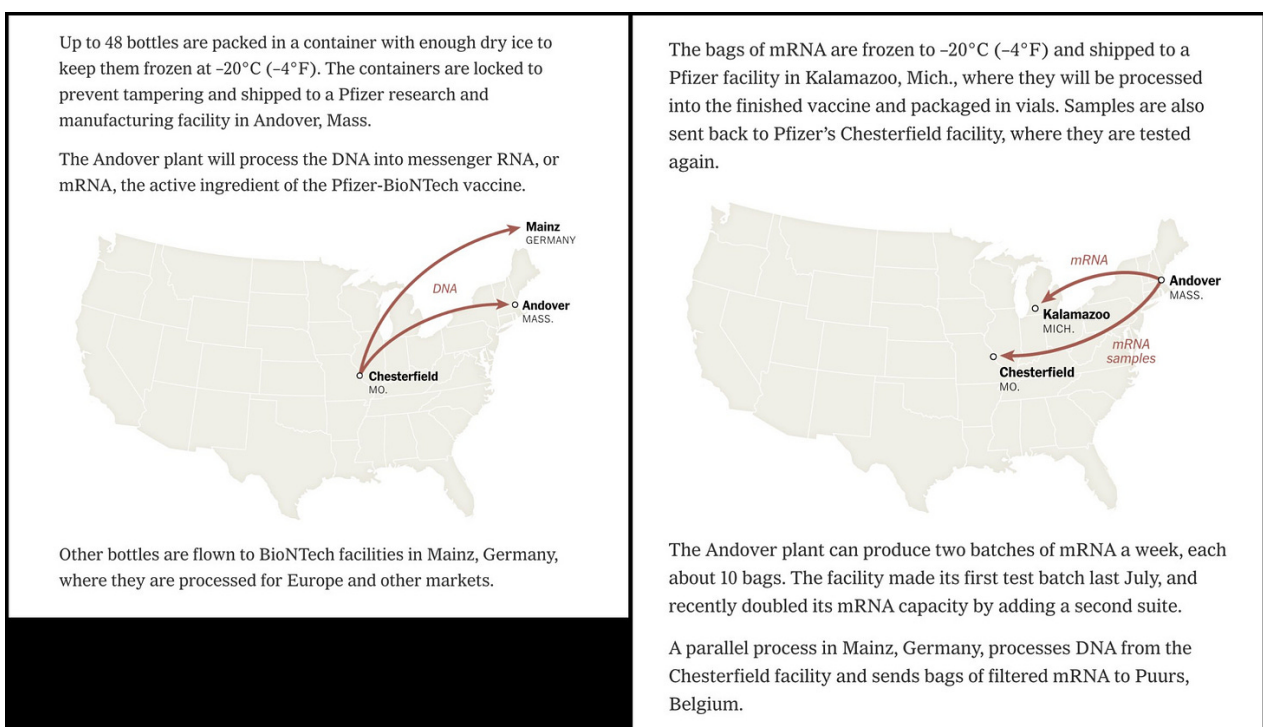 Up to 48 bottles are packed in a container with enough dry ice to
keep them frozen at –20°C (–4°F). The containers are locked to
prevent tampering and shipped to a Pfizer research and
manufacturing facility in Andover, Mass.
The Andover plant will process the DNA into messenger RNA, or
mRNA, the active ingredient of the Pfizer-BioNTech vaccine.
Mainz
GERMANY
DNA
Andover
MASS.
Chesterfield
MO.
Other bottles are flown to BioNTech facilities in Mainz, Germany,
where they are processed for Europe and other markets.
The bags of mRNA are frozen to –20°C (–4°F) and shipped to a
Pfizer facility in Kalamazoo, Mich., where they will be processed
into the finished vaccine and packaged in vials. Samples are also
sent back to Pfizer’s Chesterfield facility, where they are tested
again.
mRNA
Andover
MASS.
Kalamazoo
MICH.
mRNA
samples
Chesterfield
MO.
The Andover plant can produce two batches of mRNA a week, each
about 10 bags. The facility made its first test batch last July, and
recently doubled its mRNA capacity by adding a second suite.
A parallel process in Mainz, Germany, processes DNA from the
Chesterfield facility and sends bags of filtered mRNA to Puurs,
Belgium.